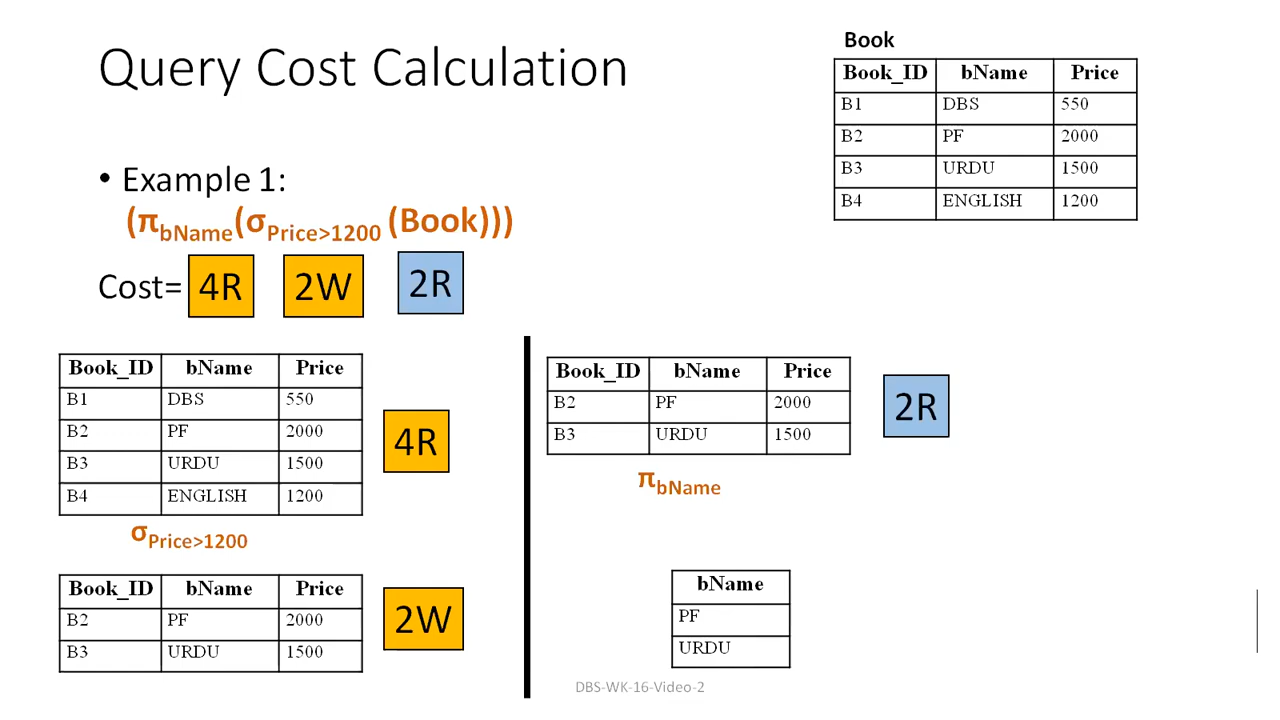 Query Cost Calculation
Book
Book_ID bName Price
B1 DBS 550
B2 PF 2000
B3 URDU 1500
B4 ENGLISH 1200
• Example 1:
(πbName(σPrice>1200 (Book)))
Cost= 4R 2W 2R
Book_ID bName Price
B1 DBS 550
B2 PF 2000
B3 URDU 1500
B4 ENGLISH 1200
4R
σPrice>1200
Book_ID bName Price
B2 PF 2000
B3 URDU 1500
2W
Book_ID bName Price
B2 PF 2000
B3 URDU 1500
2R
πbName
bName
PF
URDU
DBS-WK-16-Video-2